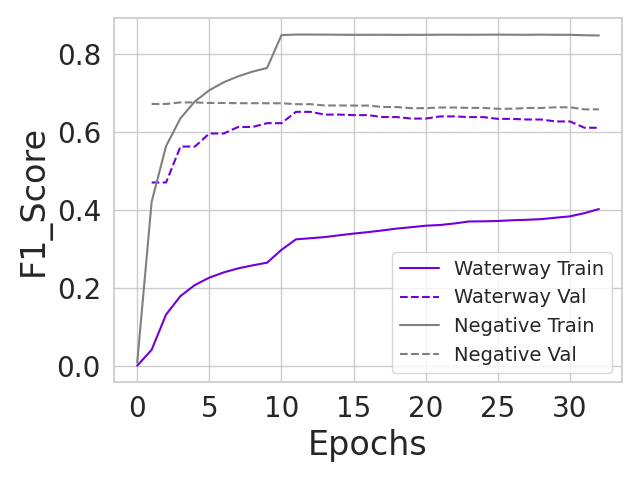 0.8
0.6
0.4
0.2
0.0
F1_Score
0 5 10 15 20 25 30
Epochs
Waterway Train
Waterway Val
Negative Train
Negative Val